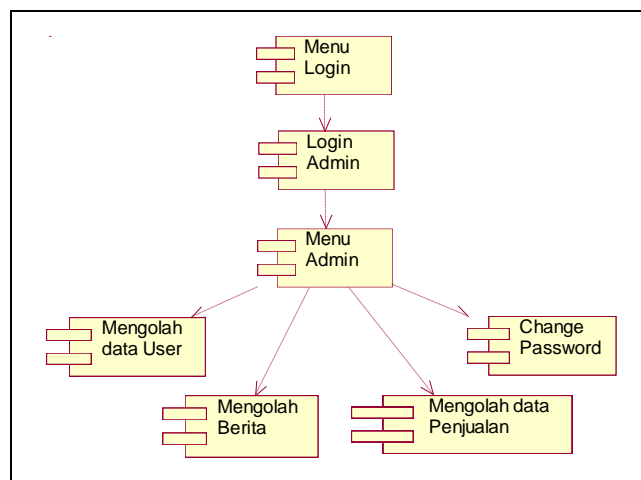 Menu
Login
Login
Admin
Menu
Admin
Mengolah
data User
Change
Password
Mengolah
Berita
Mengolah data
Penjualan